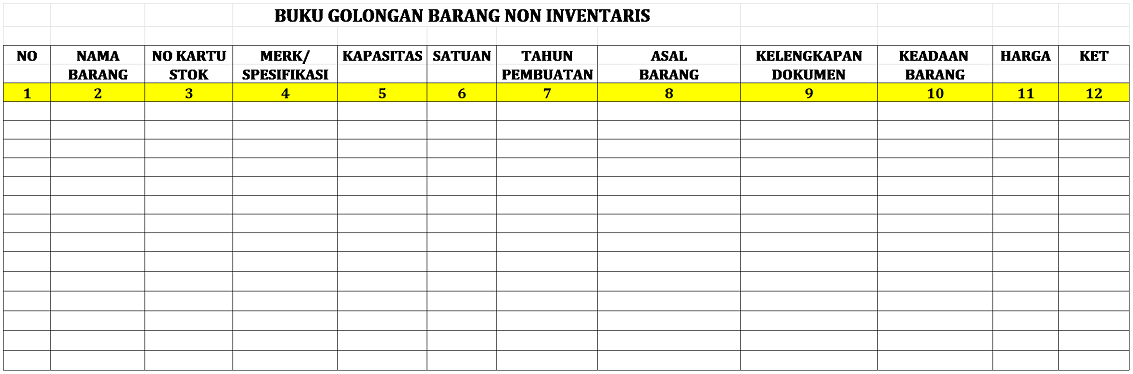 BUKU GOLONGAN BARANG NON INVENTARIS
NO NAMA NO KARTU MERK/ KAPASITAS SATUAN TAHUN ASAL KELENGKAPAN KEADAAN HARGA KET
BARANG STOK SPESIFIKASI PEMBUATAN BARANG DOKUMEN BARANG
1 2 3 4 5 6 7 8 9 10 11 12